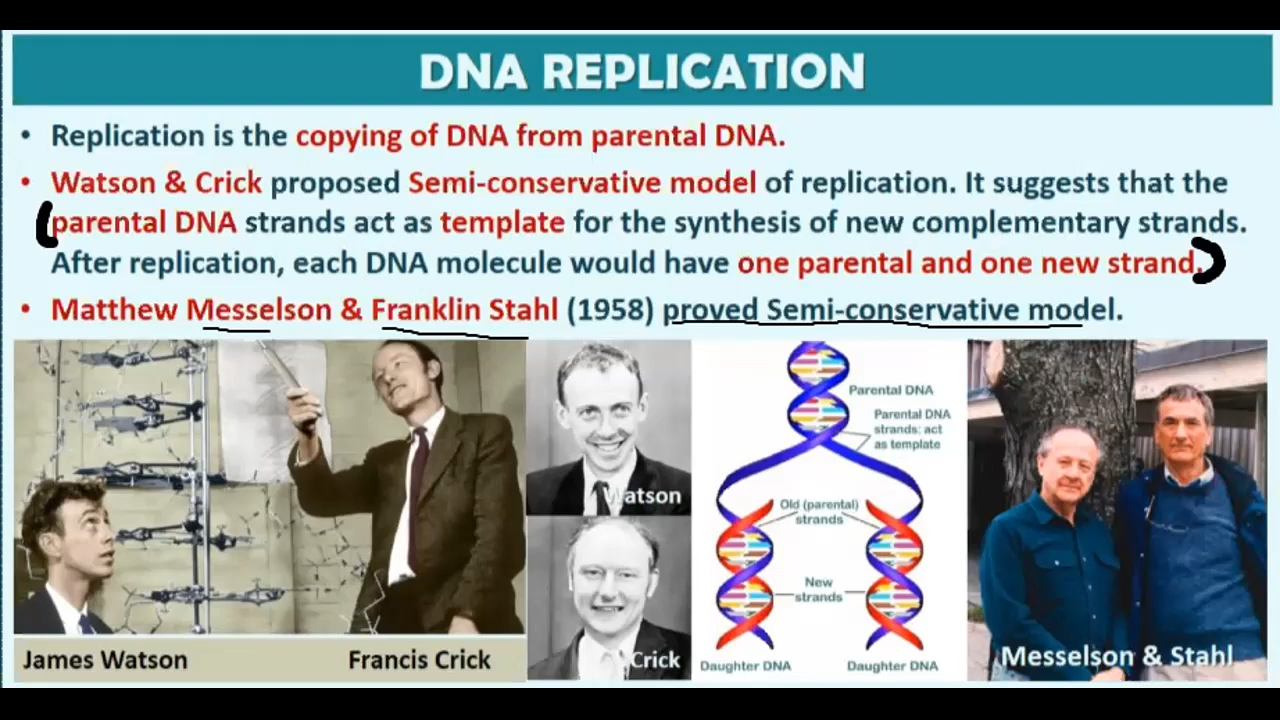 DNA REPLICATION
• Replication is the copying of DNA from parental DNA.
• Watson & Crick proposed Semi-conservative model of replication. It suggests that the
parental DNA strands act as template for the synthesis of new complementary strands.
After replication, each DNA molecule would have one parental and one new strand.
• Matthew Messelson & Franklin Stahl (1958) proved Semi-conservative model.
James Watson
Francis Crick
Watson
Crick
Parental DNA
Parental DNA
strands: act
as template
Old (parental)
strands
New
strands
Daughter DNA
Daughter DNA
Messelson & Stahl